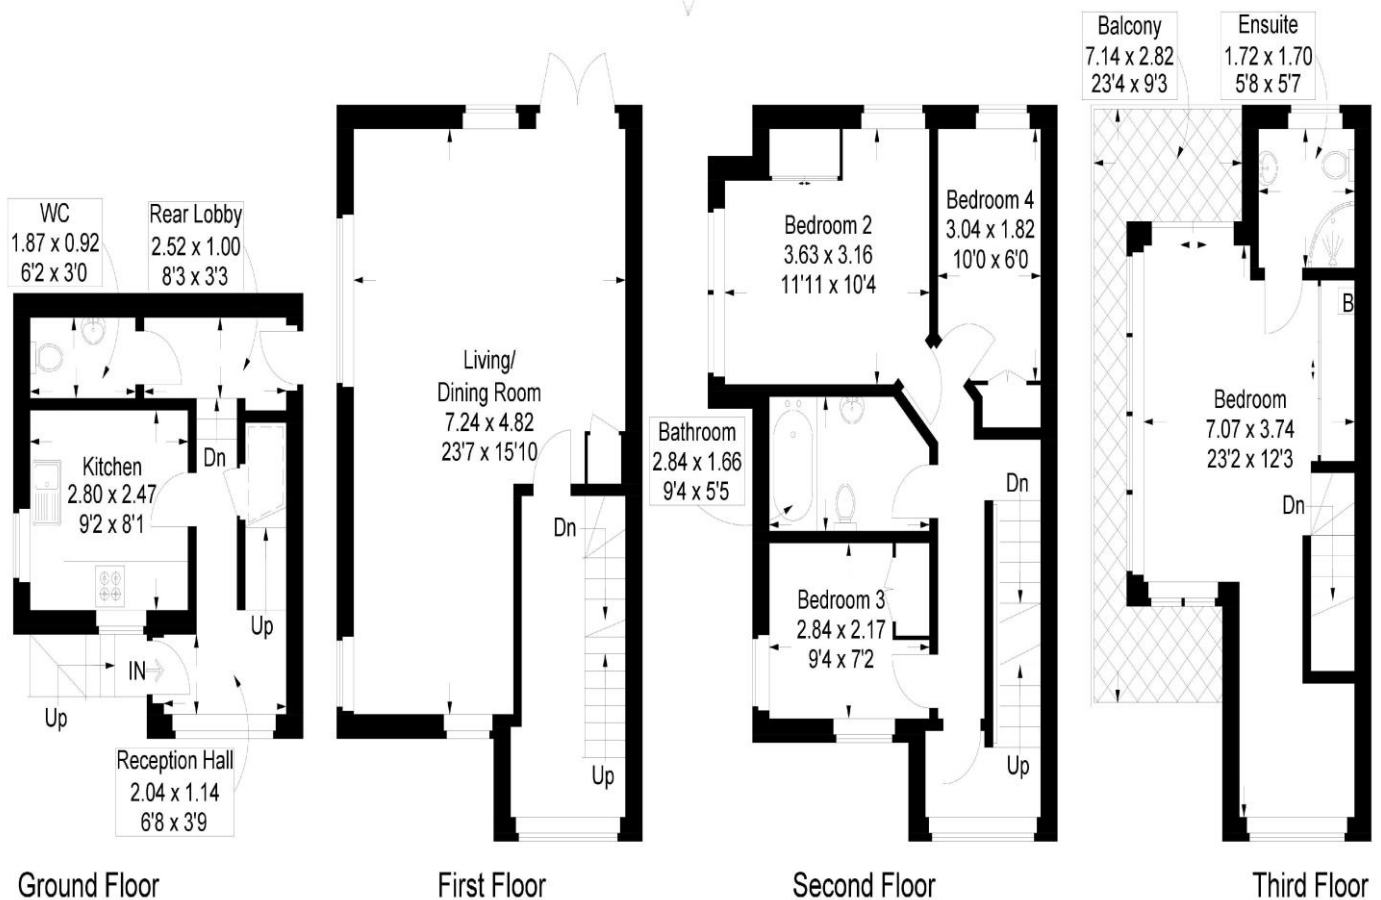 WC
1.87 x 0.92
6'2 x 3'0
Rear Lobby
2.52 x 1.00
8'3 x 3'3
Kitchen
2.80 x 2.47
9'2 x 8'1
Dn
Up
IN
Up
Reception Hall
2.04 x 1.14
6'8 x 3'9
Ground Floor
Living/
Dining Room
7.24 x 4.82
23'7 x 15'10
Dn
Up
First Floor
Bedroom 2
3.63 x 3.16
11'11 x 10'4
Bedroom 4
3.04 x 1.82
10'0 x 6'0
Bathroom
2.84 x 1.66
9'4 x 5'5
Dn
Bedroom 3
2.84 x 2.17
9'4 x 7'2
Up
Second Floor
Balcony
7.14 x 2.82
23'4 x 9'3
Ensuite
1.72 x 1.70
5'8 x 5'7
B
Bedroom
7.07 x 3.74
23'2 x 12'3
Dn
Third Floor